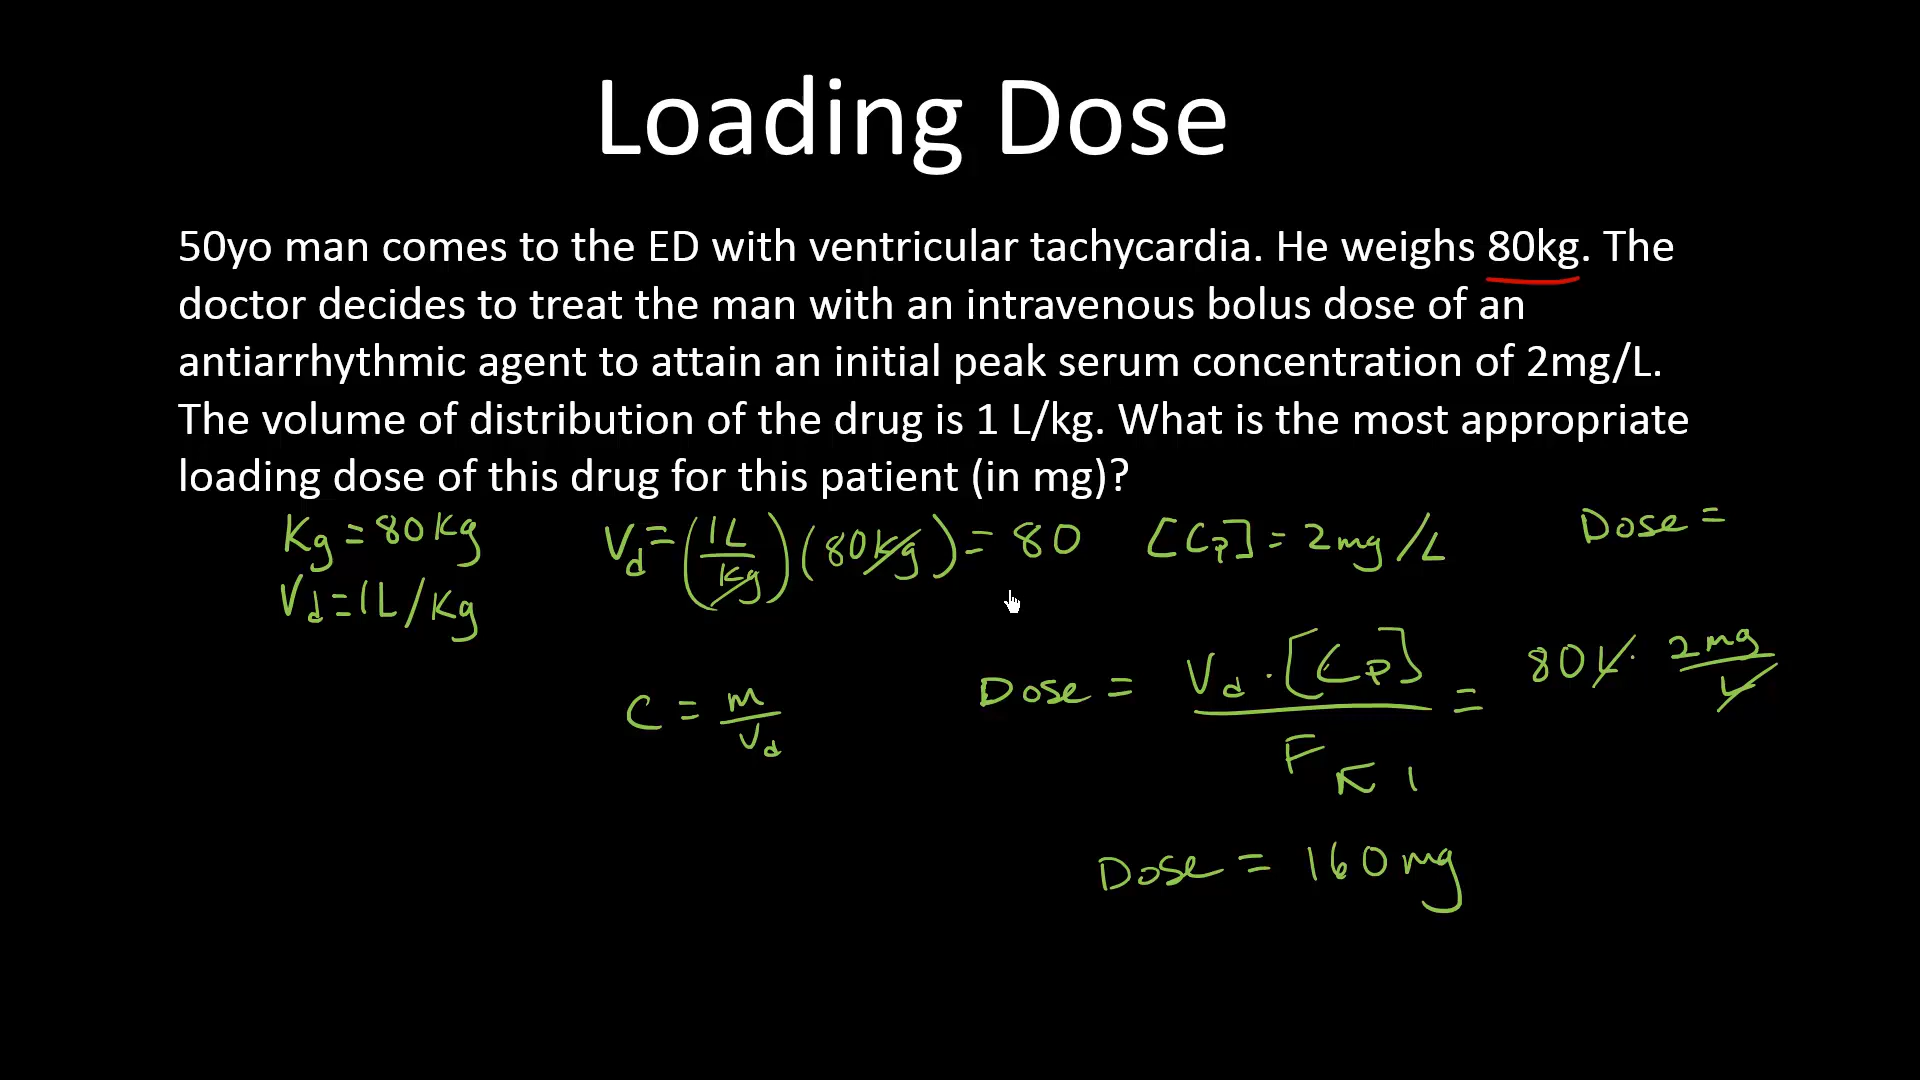 Loading Dose
50yo man comes to the ED with ventricular tachycardia. He weighs 80kg. The
doctor decides to treat the man with an intravenous bolus dose of an
antiarrhythmic agent to attain an initial peak serum concentration of 2mg/L.
The volume of distribution of the drug is 1 L/kg. What is the most appropriate
loading dose of this drug for this patient (in mg)?
Kg = 80Kg
Vd = 1L/Kg
Vd = (1L/Kg)(80Kg) = 80
[Cp] = 2mg/L
Dose =
C = m/Vd
Dose = Vd · [Cp] / F = 80L · 2mg/L
1
Dose = 160mg